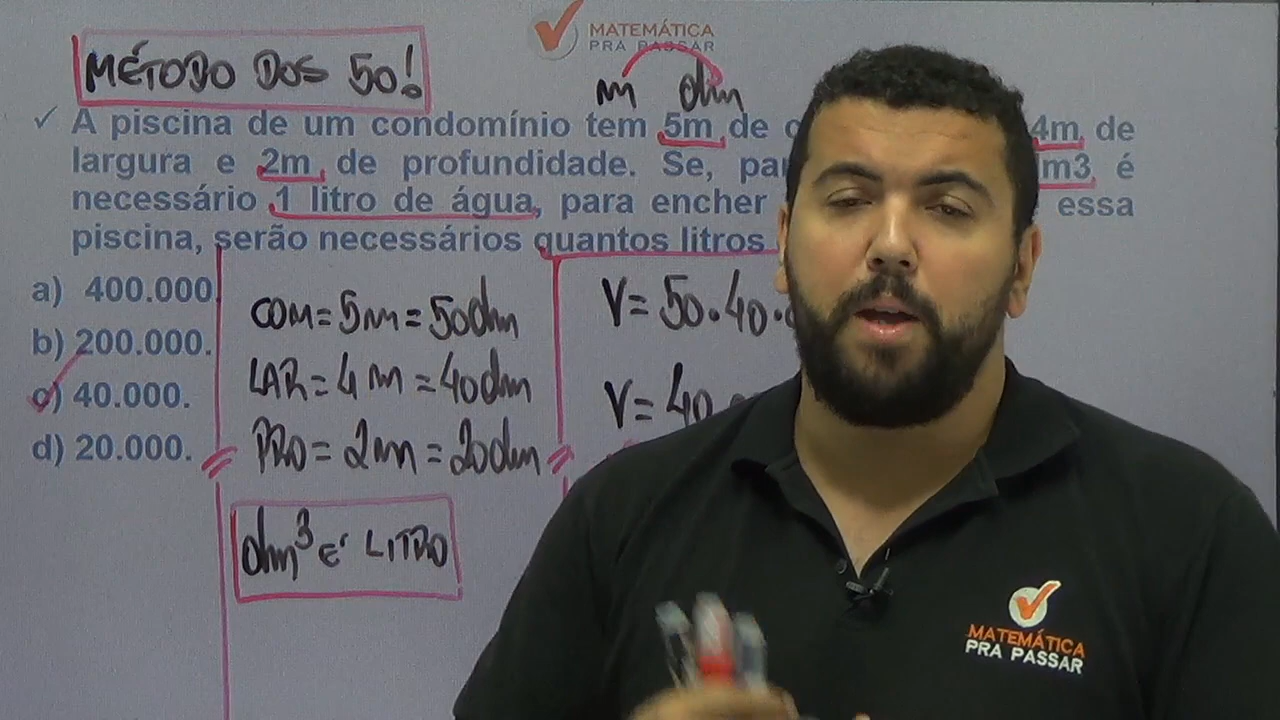 MATEMÁTICA
PRA PASSAR
MÉTODO DOS 50!
m dm
✓ A piscina de um condomínio tem 5m de 4m de
largura e 2m de profundidade. Se, m3 é
necessário 1 litro de água, para encher essa
piscina, serão necessários quantos litros
a) 400.000
b) 200.000.
c) 40.000.
d) 20.000.
COM = 5m = 50dm
LAR = 4m = 40dm
PRO = 2m = 20dm
dm³ É LITRO
V = 50.40.
V = 40.
MATEMÁTICA
PRA PASSAR